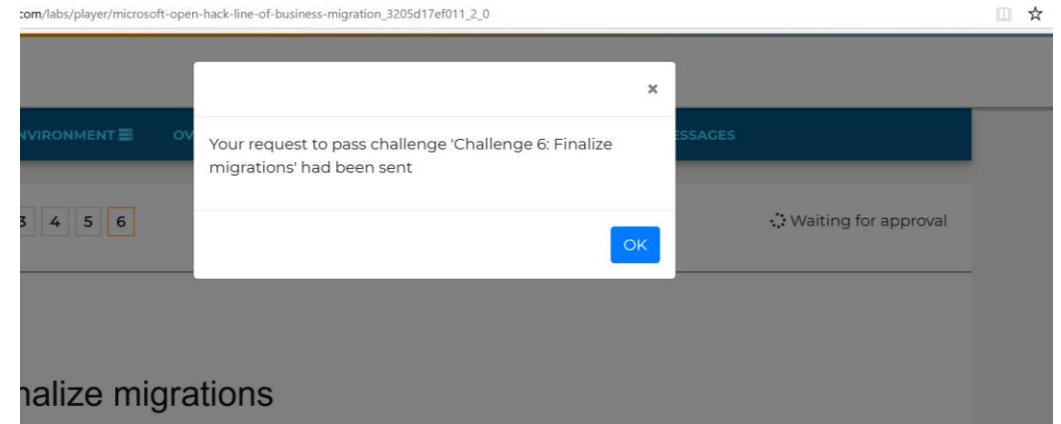 com/labs/player/microsoft-open-hack-line-of-business-migration_3205d17ef011_2_0
×
NVIRONMENT OV ESSAGES
Your request to pass challenge 'Challenge 6: Finalize
migrations' had been sent
3 4 5 6 Waiting for approval
OK
nalize migrations